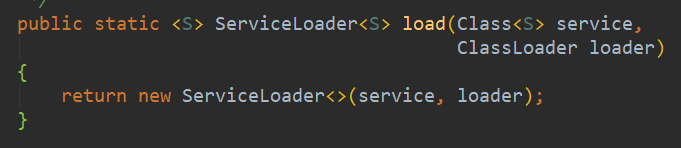 */
public static <S> ServiceLoader<S> load(Class<S> service,
                                        ClassLoader loader)
{
    return new ServiceLoader<>(service, loader);
}